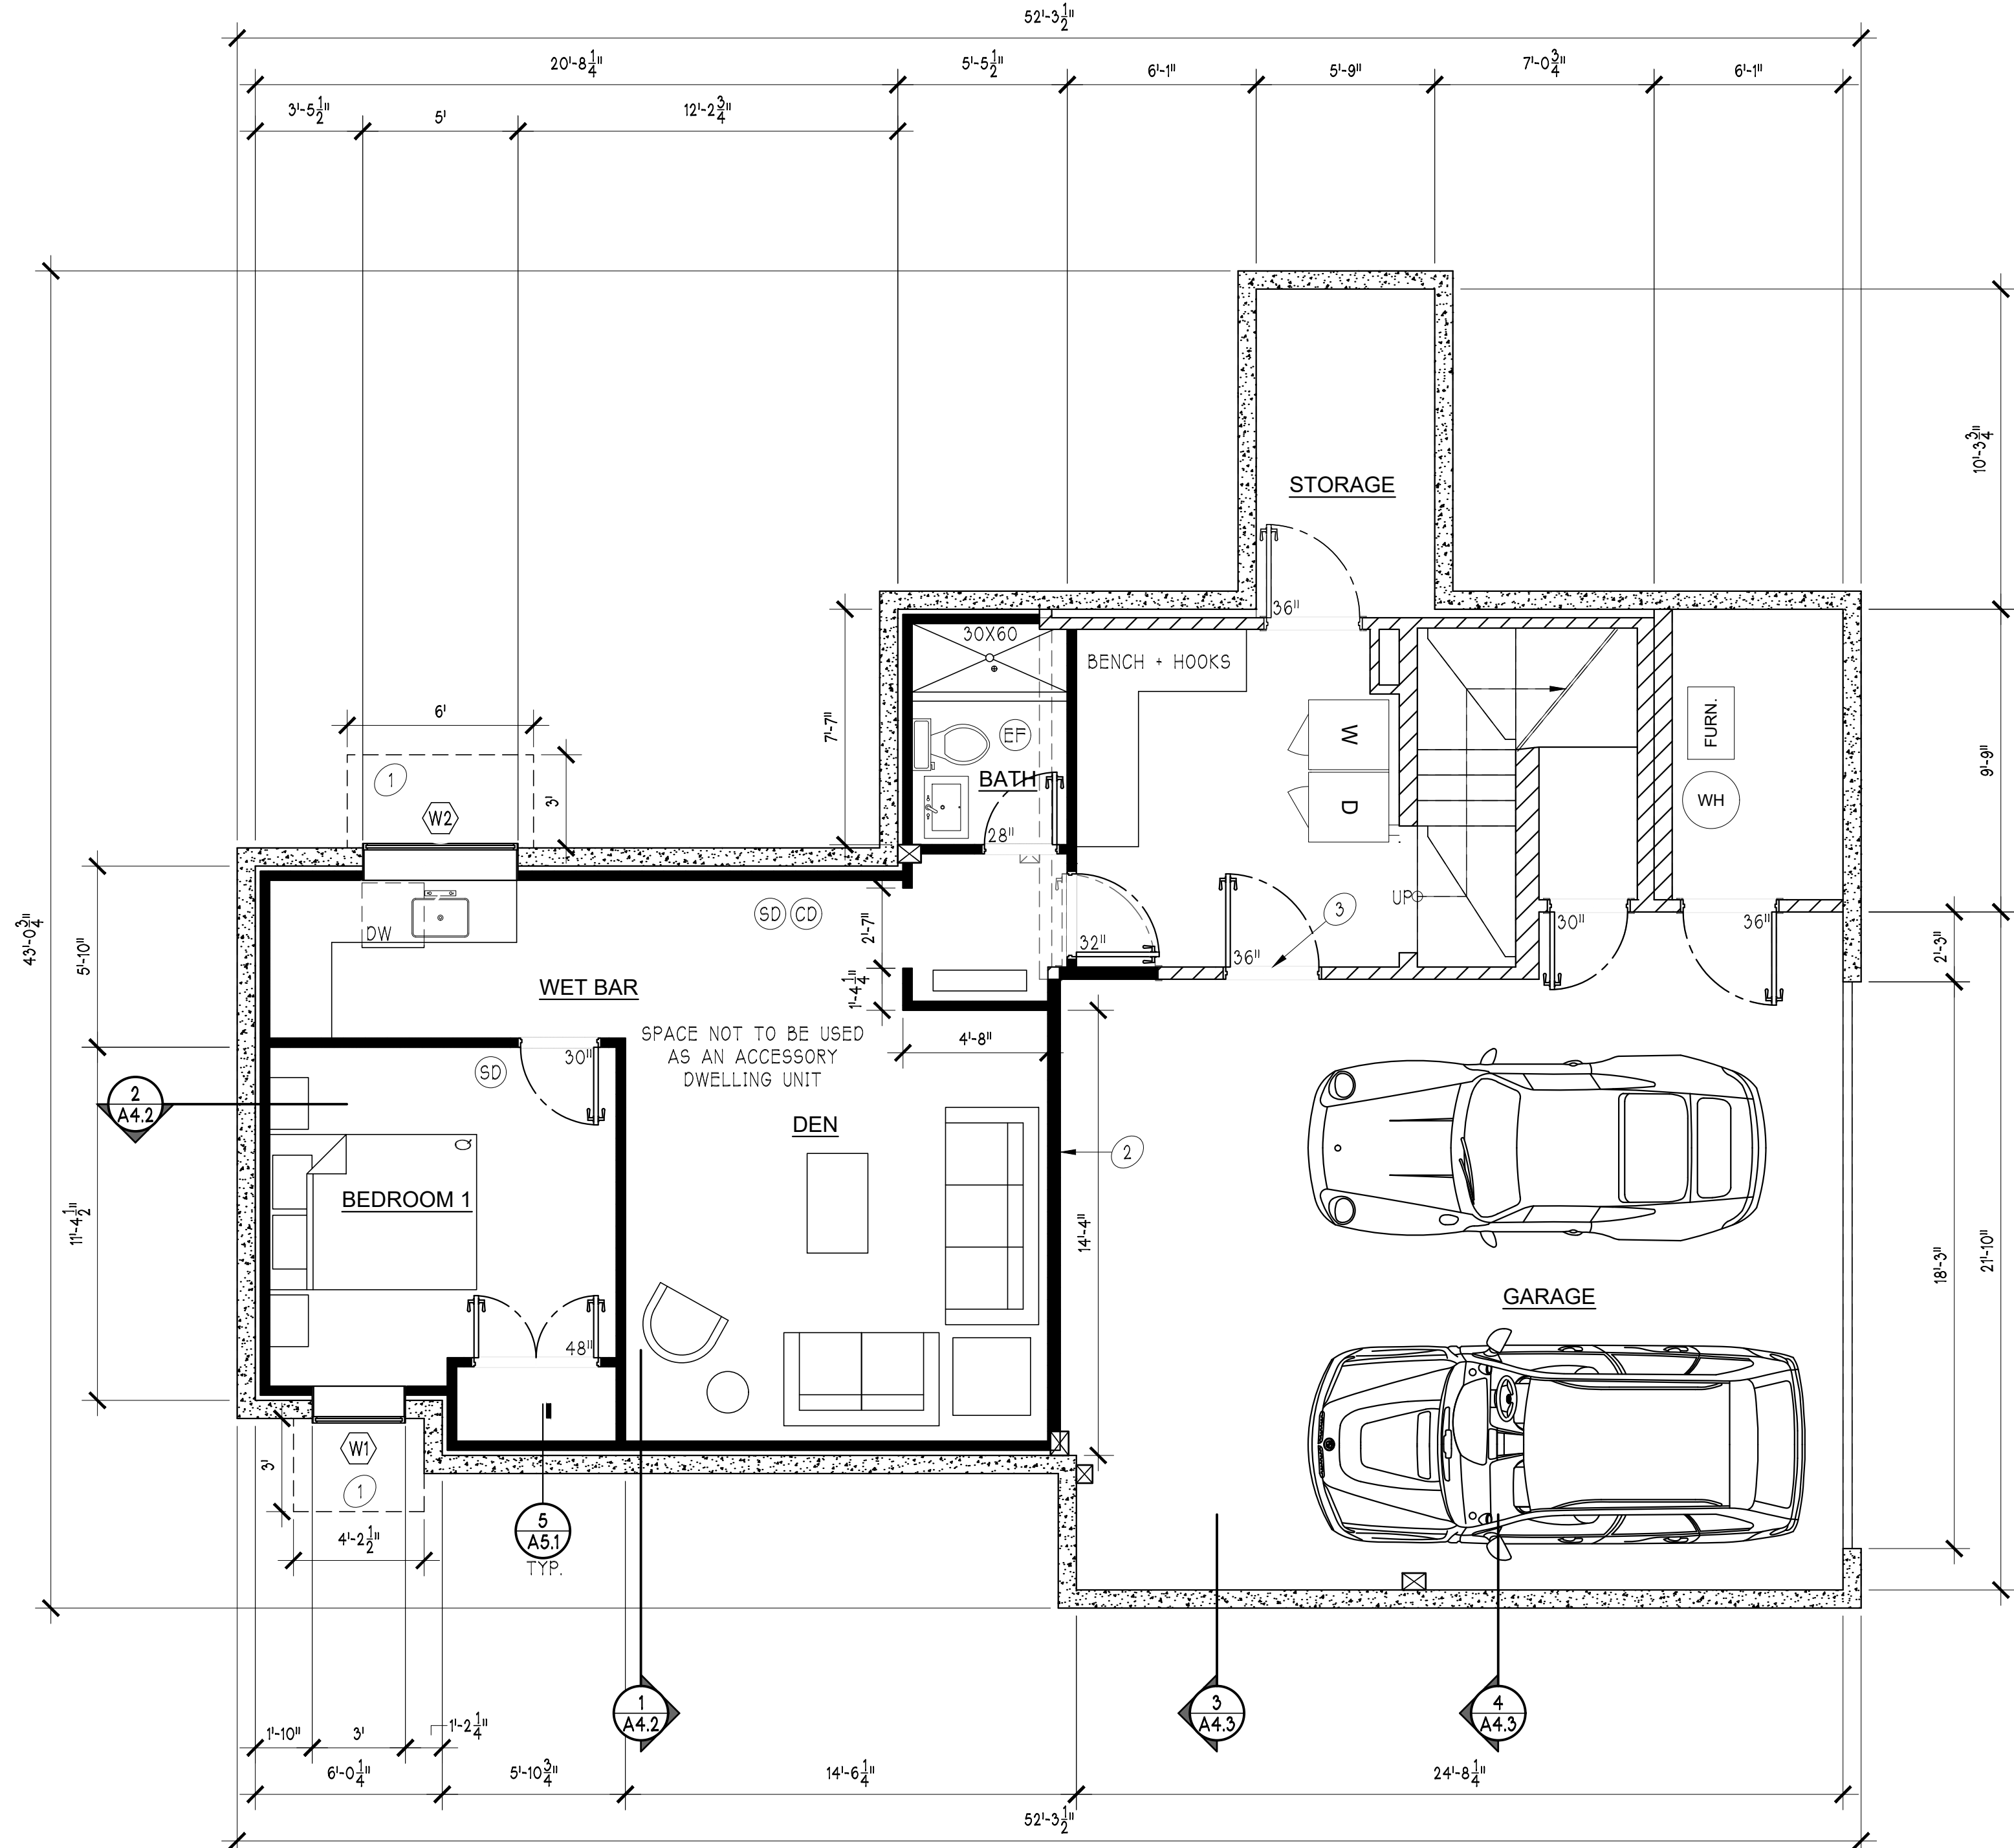 52'-3 1/2"
20'-8 1/4"
5'-5 1/2"
6'-1"
5'-9"
7'-0 3/4"
6'-1"
3'-5 1/2"
5'
12'-2 3/4"
10'-3 3/4"
STORAGE
36"
30X60
BENCH + HOOKS
EF
BATH
28"
W
D
FURN.
WH
7'-7"
9'-9"
6'
1
W2
3'
43'-0 3/4"
5'-10"
DW
SD
CD
2'-7"
1'-4 1/4"
32"
36"
3
UP
30"
36"
2'-3"
WET BAR
SPACE NOT TO BE USED
AS AN ACCESSORY
DWELLING UNIT
4'-8"
30"
SD
2
A4.2
DEN
2
Q
BEDROOM 1
11'-4 1/2"
14'-4"
18'-3"
21'-10"
GARAGE
48"
W1
3'
1
4'-2 1/2"
5
A5.1
TYP.
1
A4.2
3
A4.3
4
A4.3
1'-10"
3'
1'-2 1/4"
6'-0 1/4"
5'-10 3/4"
14'-6 1/4"
24'-8 1/4"
52'-3 1/2"